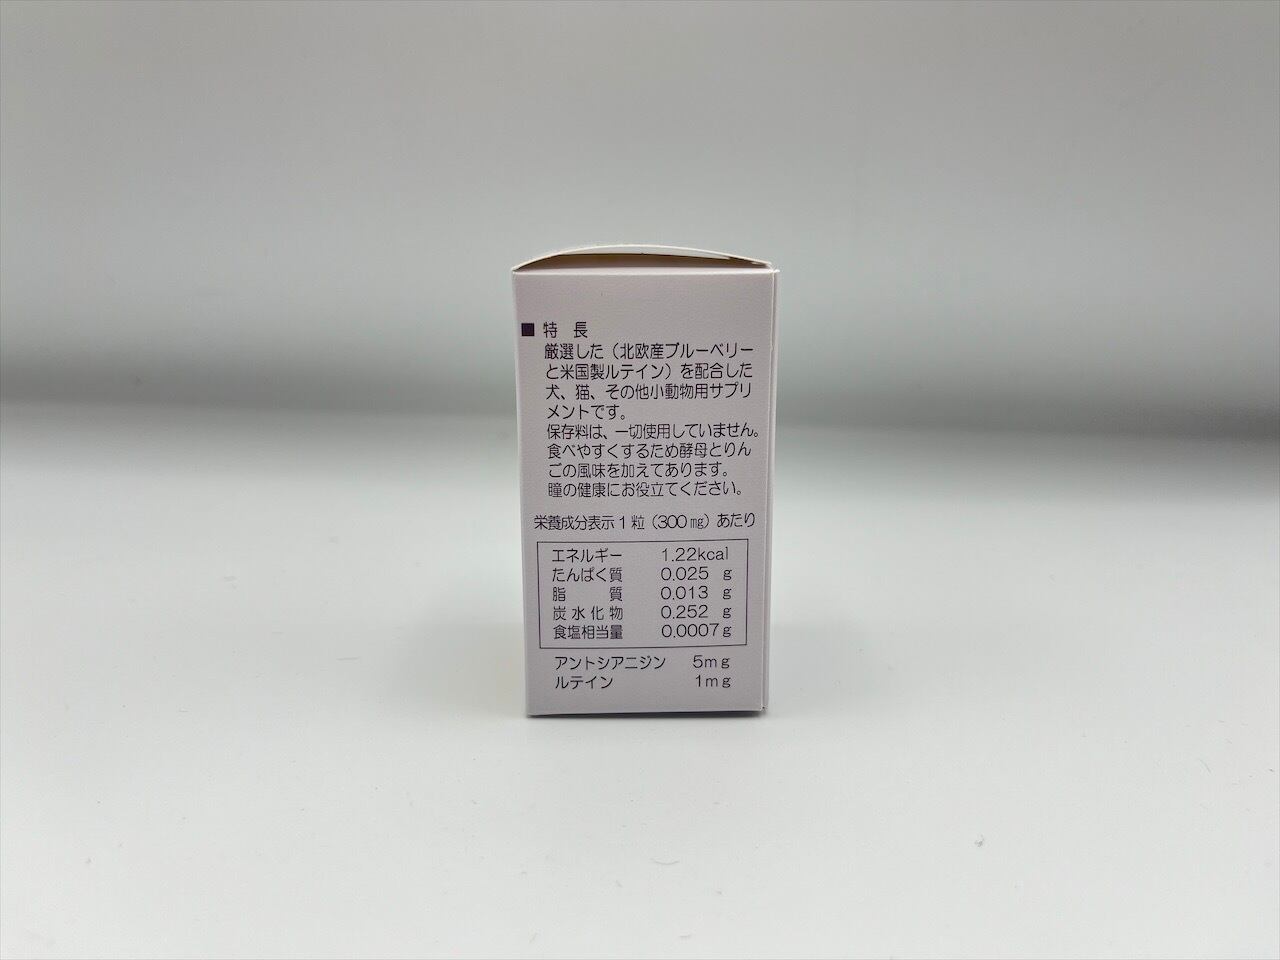 ■ 特 長
厳選した（北欧産ブルーベリー
と米国製ルテイン）を配合した
犬、猫、その他小動物用サプリ
メントです。
保存料は、一切使用していません。
食べやすくするため酵母とりん
ごの風味を加えてあります。
瞳の健康にお役立てください。
栄養成分表示1粒（300㎎）あたり
エネルギー 1.22kcal
たんぱく質 0.025 g
脂 質 0.013 g
炭水化物 0.252 g
食塩相当量 0.0007g
アントシアニジン 5mg
ルテイン 1mg